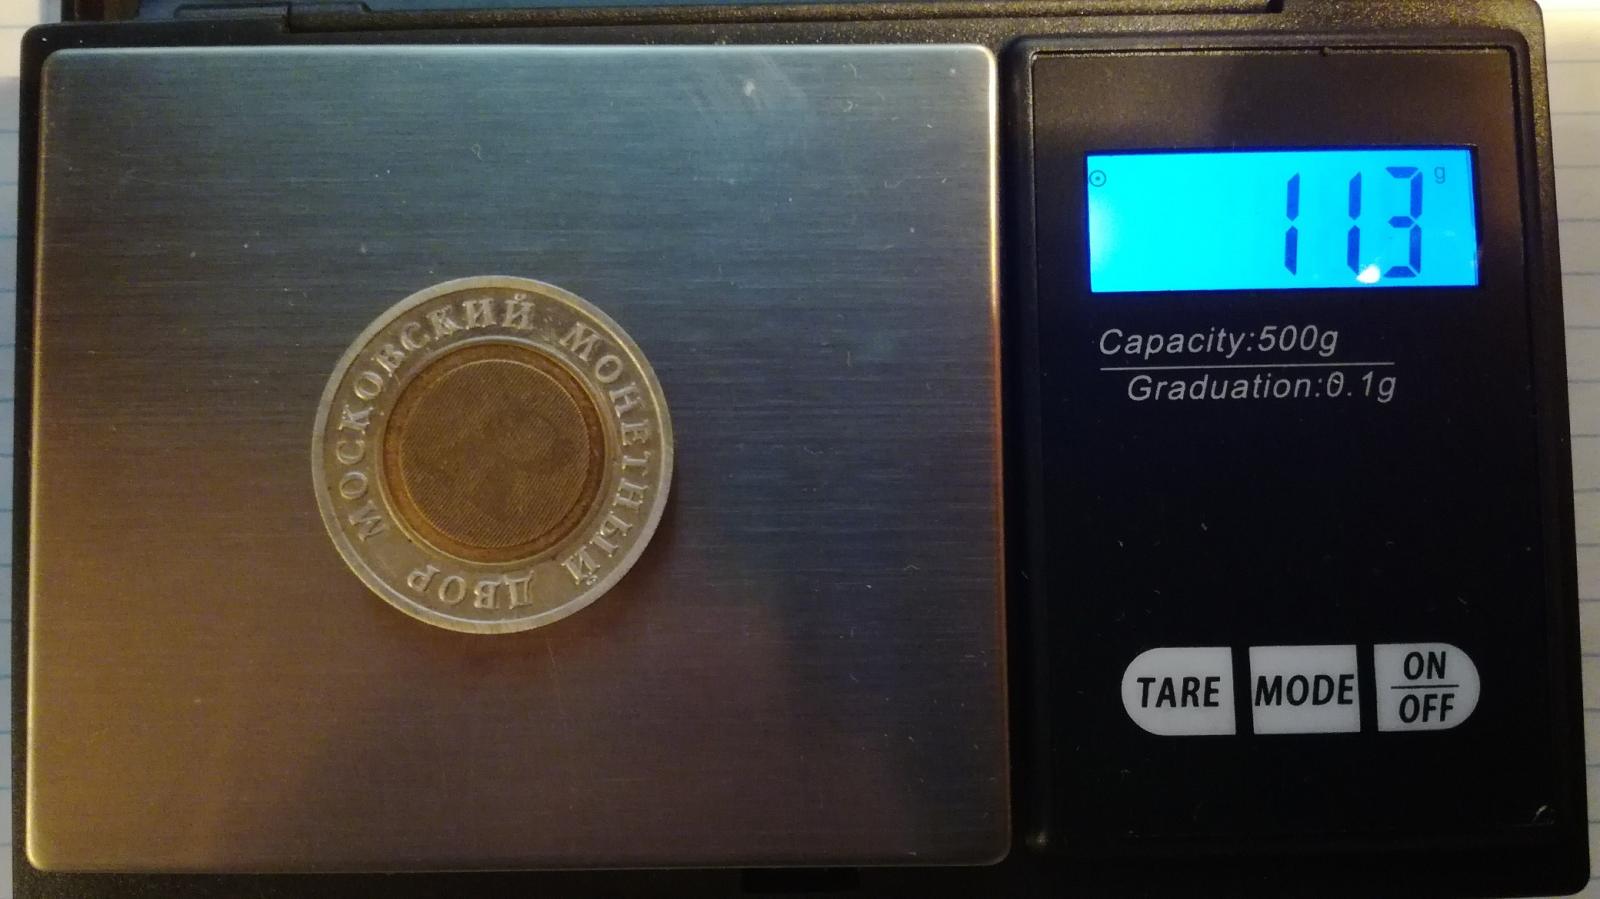 МОСКОВСКИЙ МОНЕТНЫЙ ДВОР
113 g
Capacity:500g
Graduation:0.1g
TARE
MODE
ON
OFF